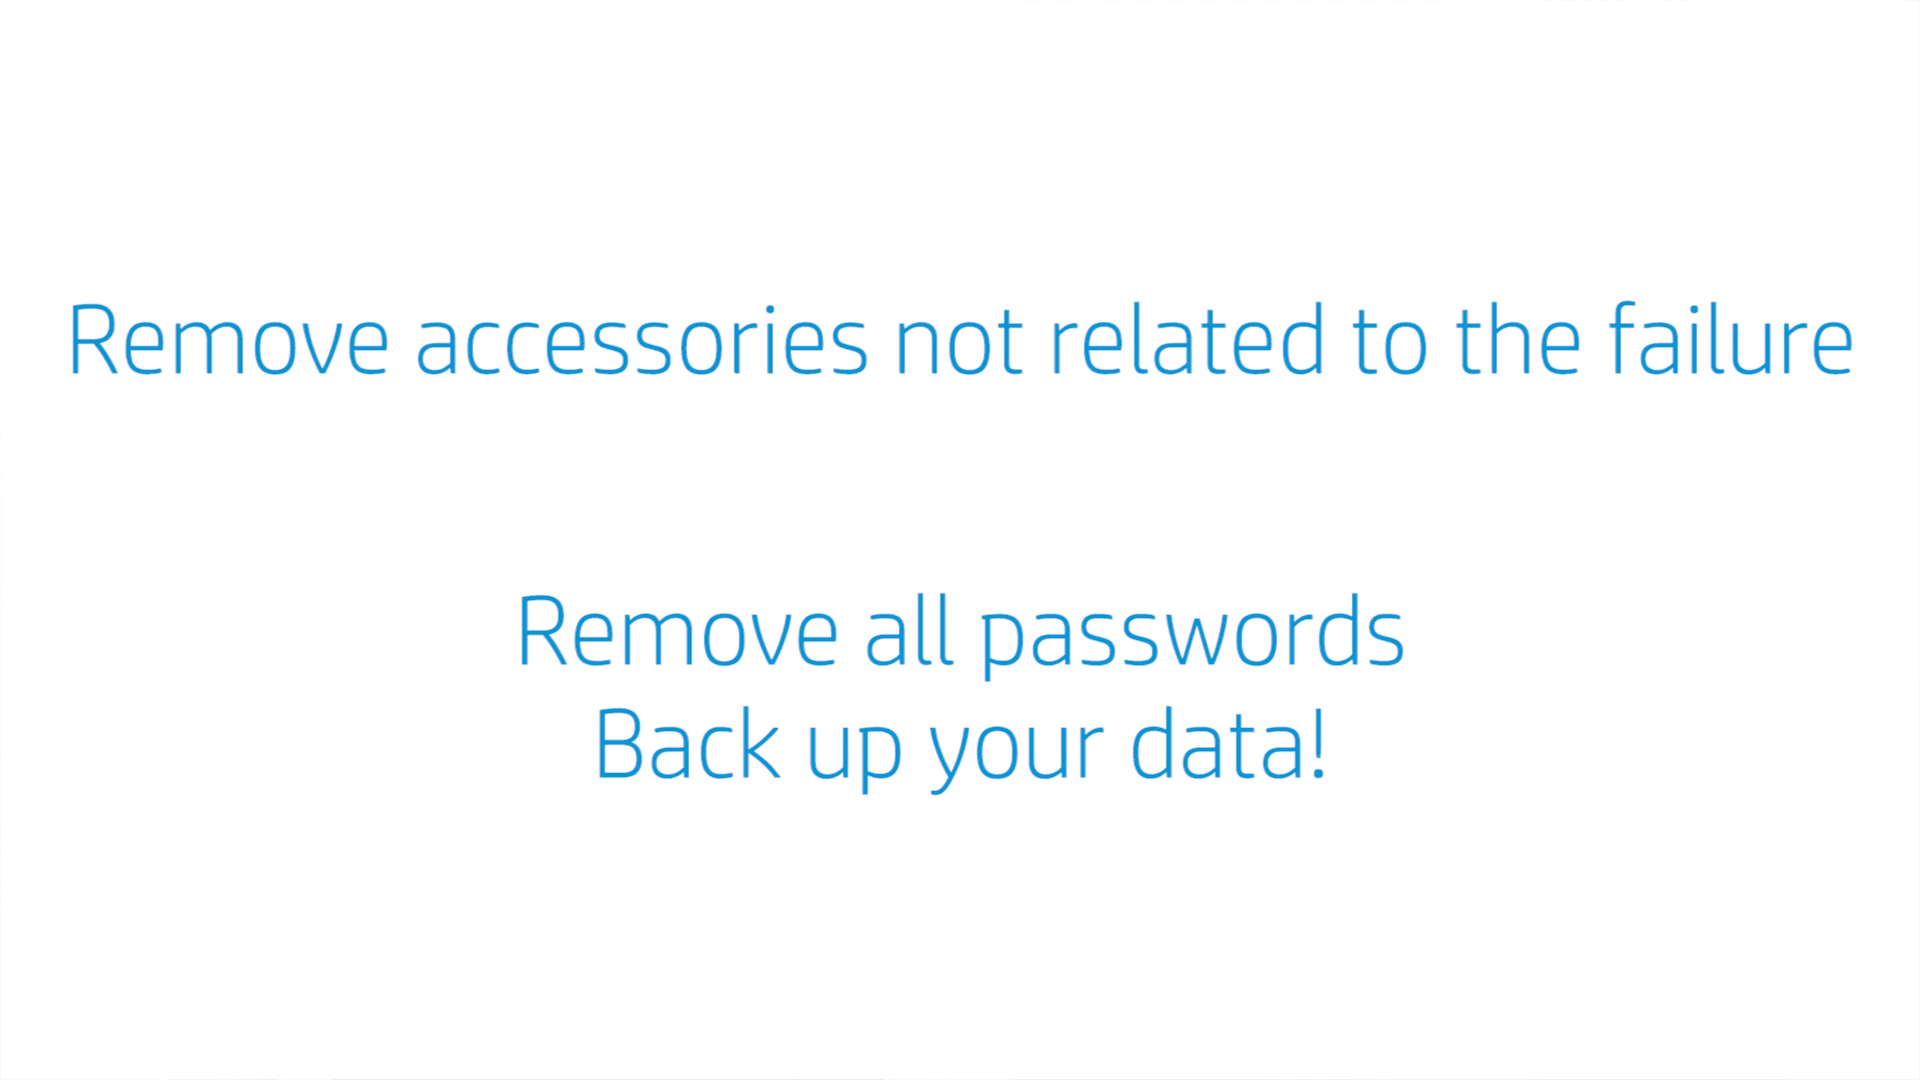 Remove accessories not related to the failure
Remove all passwords
Back up your data!